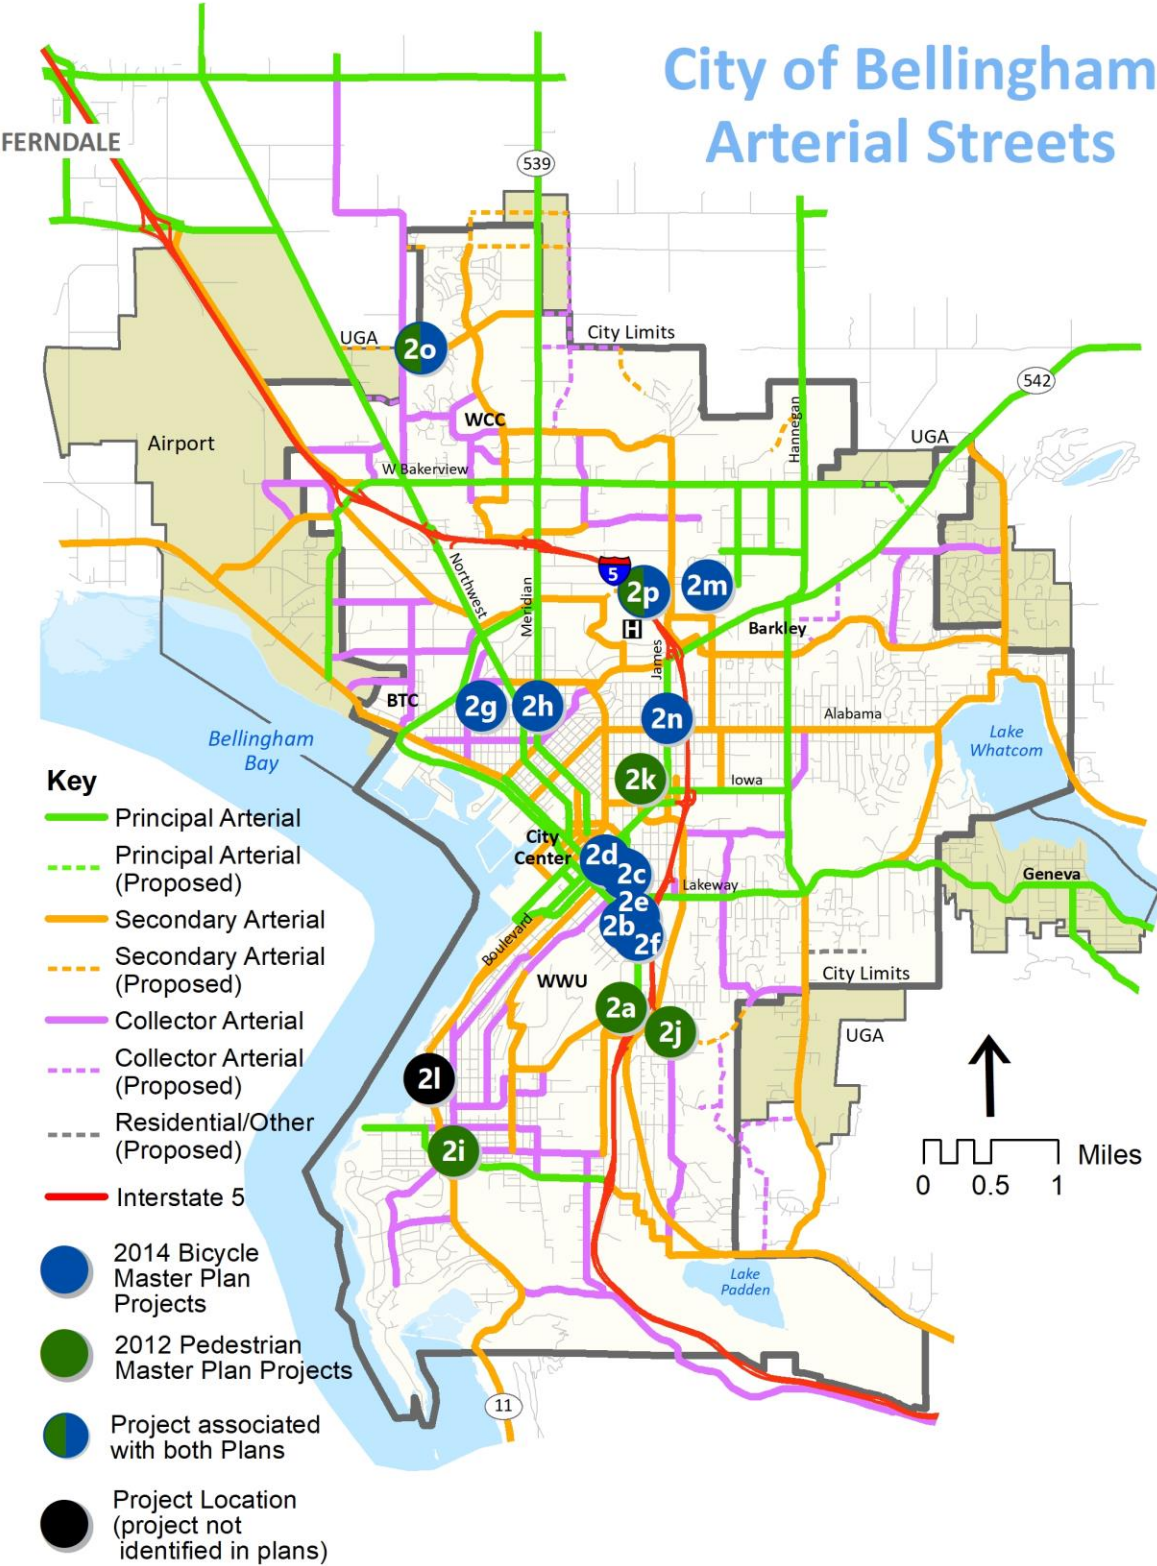 City of Bellingham
Arterial Streets
FERNDALE
539
UGA
2o
City Limits
542
WCC
Hannegan
UGA
Airport
W Bakerview
5
Northwest
Meridian
2p
2m
H
James
Barkley
BTC
2g
2h
2n
Alabama
Lake
Whatcom
Bellingham
Bay
2k
Iowa
City
Center
2d
2c
Lakeway
Geneva
2e
2b
2f
Boulevard
WWU
City Limits
2a
2j
UGA
2l
2i
Miles
0 0.5 1
Lake
Padden
11
Key
Principal Arterial
Principal Arterial
(Proposed)
Secondary Arterial
Secondary Arterial
(Proposed)
Collector Arterial
Collector Arterial
(Proposed)
Residential/Other
(Proposed)
Interstate 5
2014 Bicycle
Master Plan
Projects
2012 Pedestrian
Master Plan Projects
Project associated
with both Plans
Project Location
(project not
identified in plans)